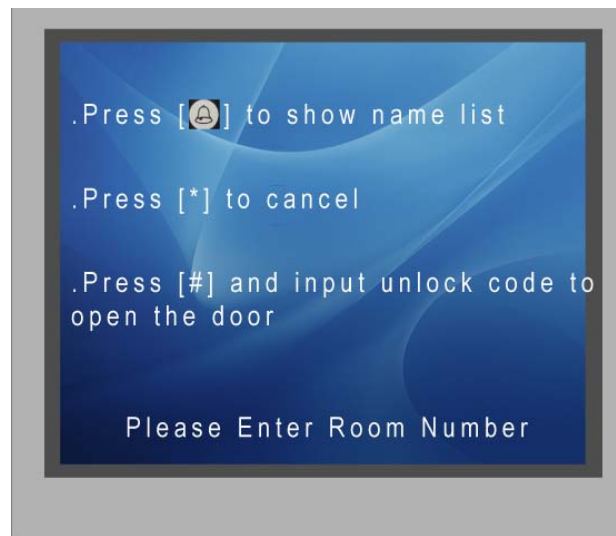 .Press [🔔] to show name list
.Press [*] to cancel
.Press [#] and input unlock code to
open the door
Please Enter Room Number